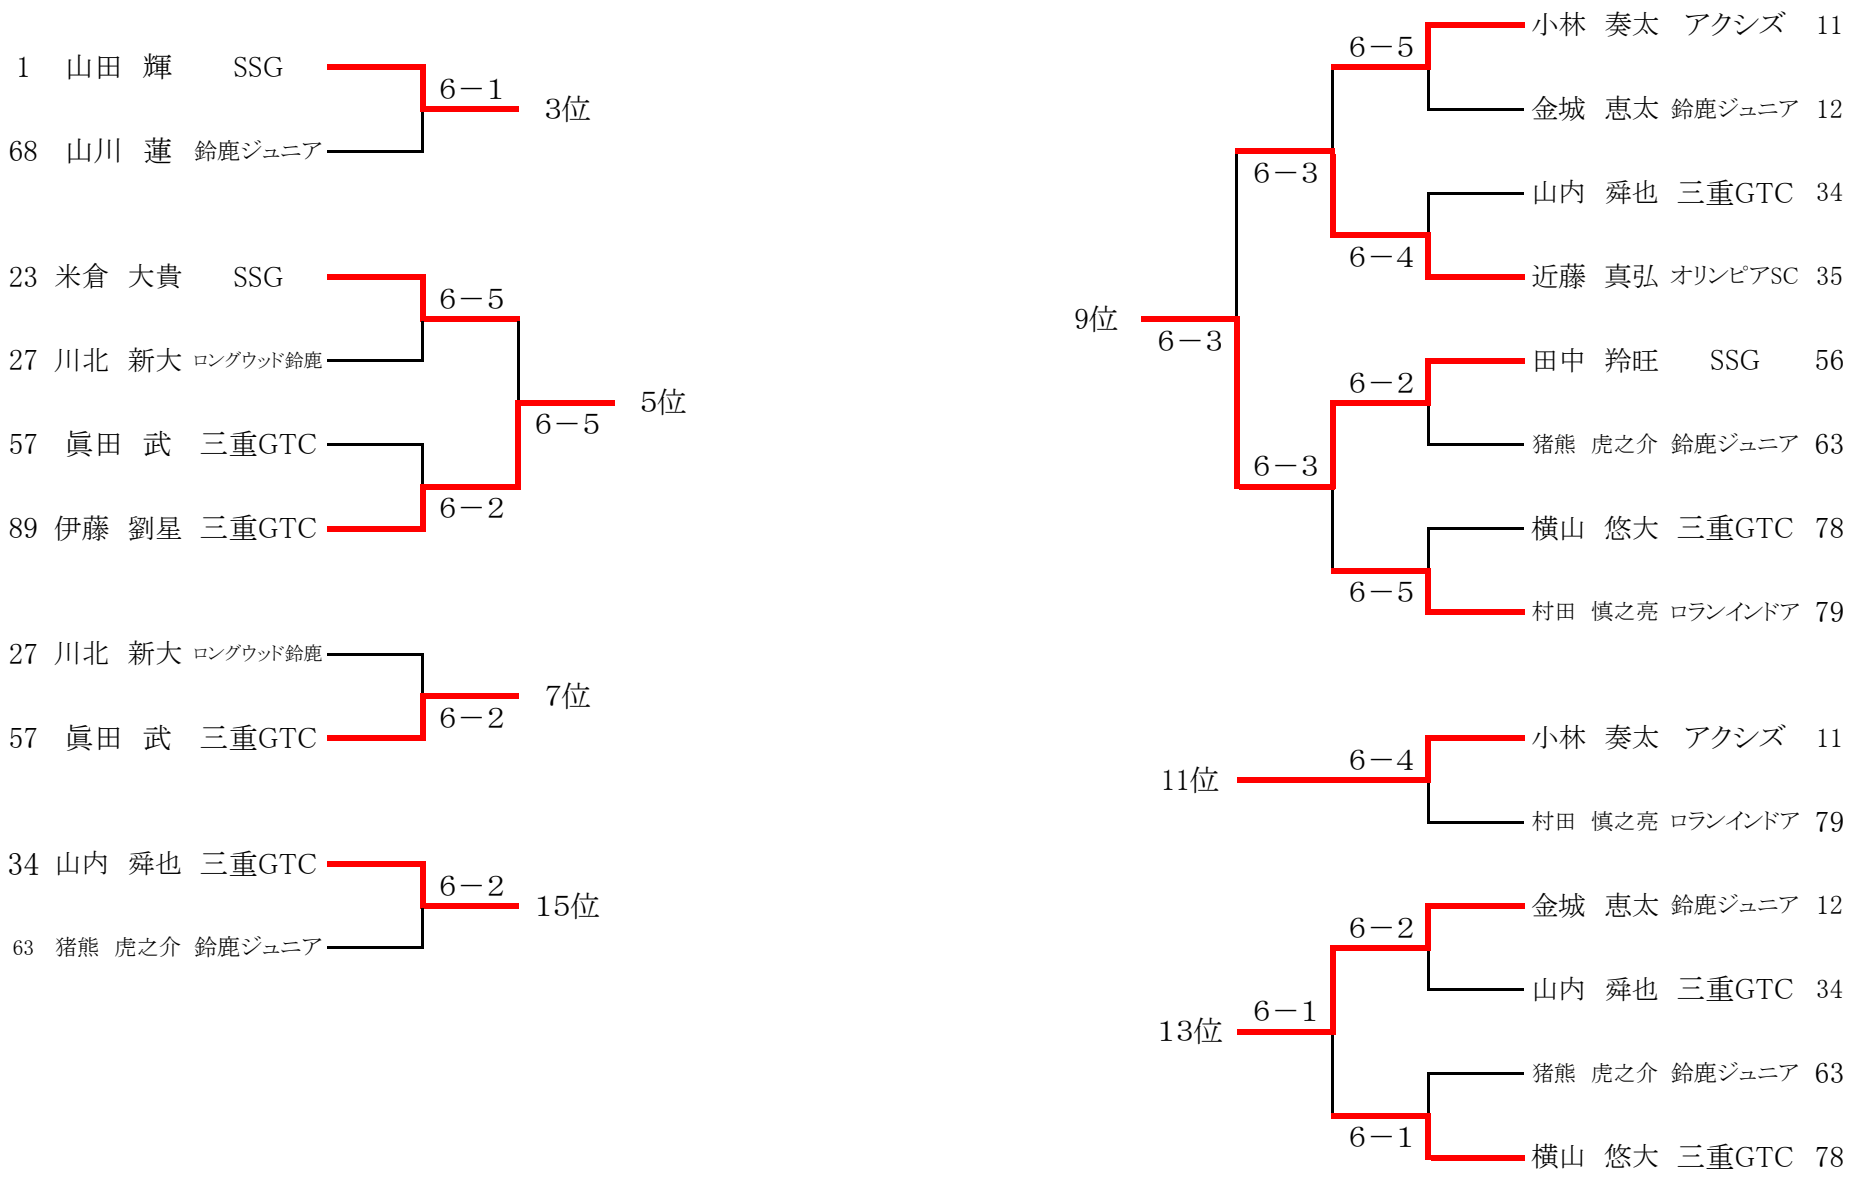 1 山田 輝 SSG
6－1
3位
68 山川 蓮 鈴鹿ジュニア
23 米倉 大貴 SSG
6－5
27 川北 新大 ロングウッド鈴鹿
6－5
5位
57 眞田 武 三重GTC
6－2
89 伊藤 劉星 三重GTC
27 川北 新大 ロングウッド鈴鹿
6－2
7位
57 眞田 武 三重GTC
34 山内 舜也 三重GTC
6－2
15位
63 猪熊 虎之介 鈴鹿ジュニア
小林 奏太 アクシズ 11
6－5
金城 恵太 鈴鹿ジュニア 12
6－3
山内 舜也 三重GTC 34
6－4
近藤 真弘 オリンピアSC 35
9位
6－3
田中 羚旺 SSG 56
6－2
猪熊 虎之介 鈴鹿ジュニア 63
6－3
横山 悠大 三重GTC 78
6－5
村田 慎之亮 ロランインドア 79
小林 奏太 アクシズ 11
6－4
11位
村田 慎之亮 ロランインドア 79
金城 恵太 鈴鹿ジュニア 12
6－2
山内 舜也 三重GTC 34
6－1
13位
猪熊 虎之介 鈴鹿ジュニア 63
6－1
横山 悠大 三重GTC 78